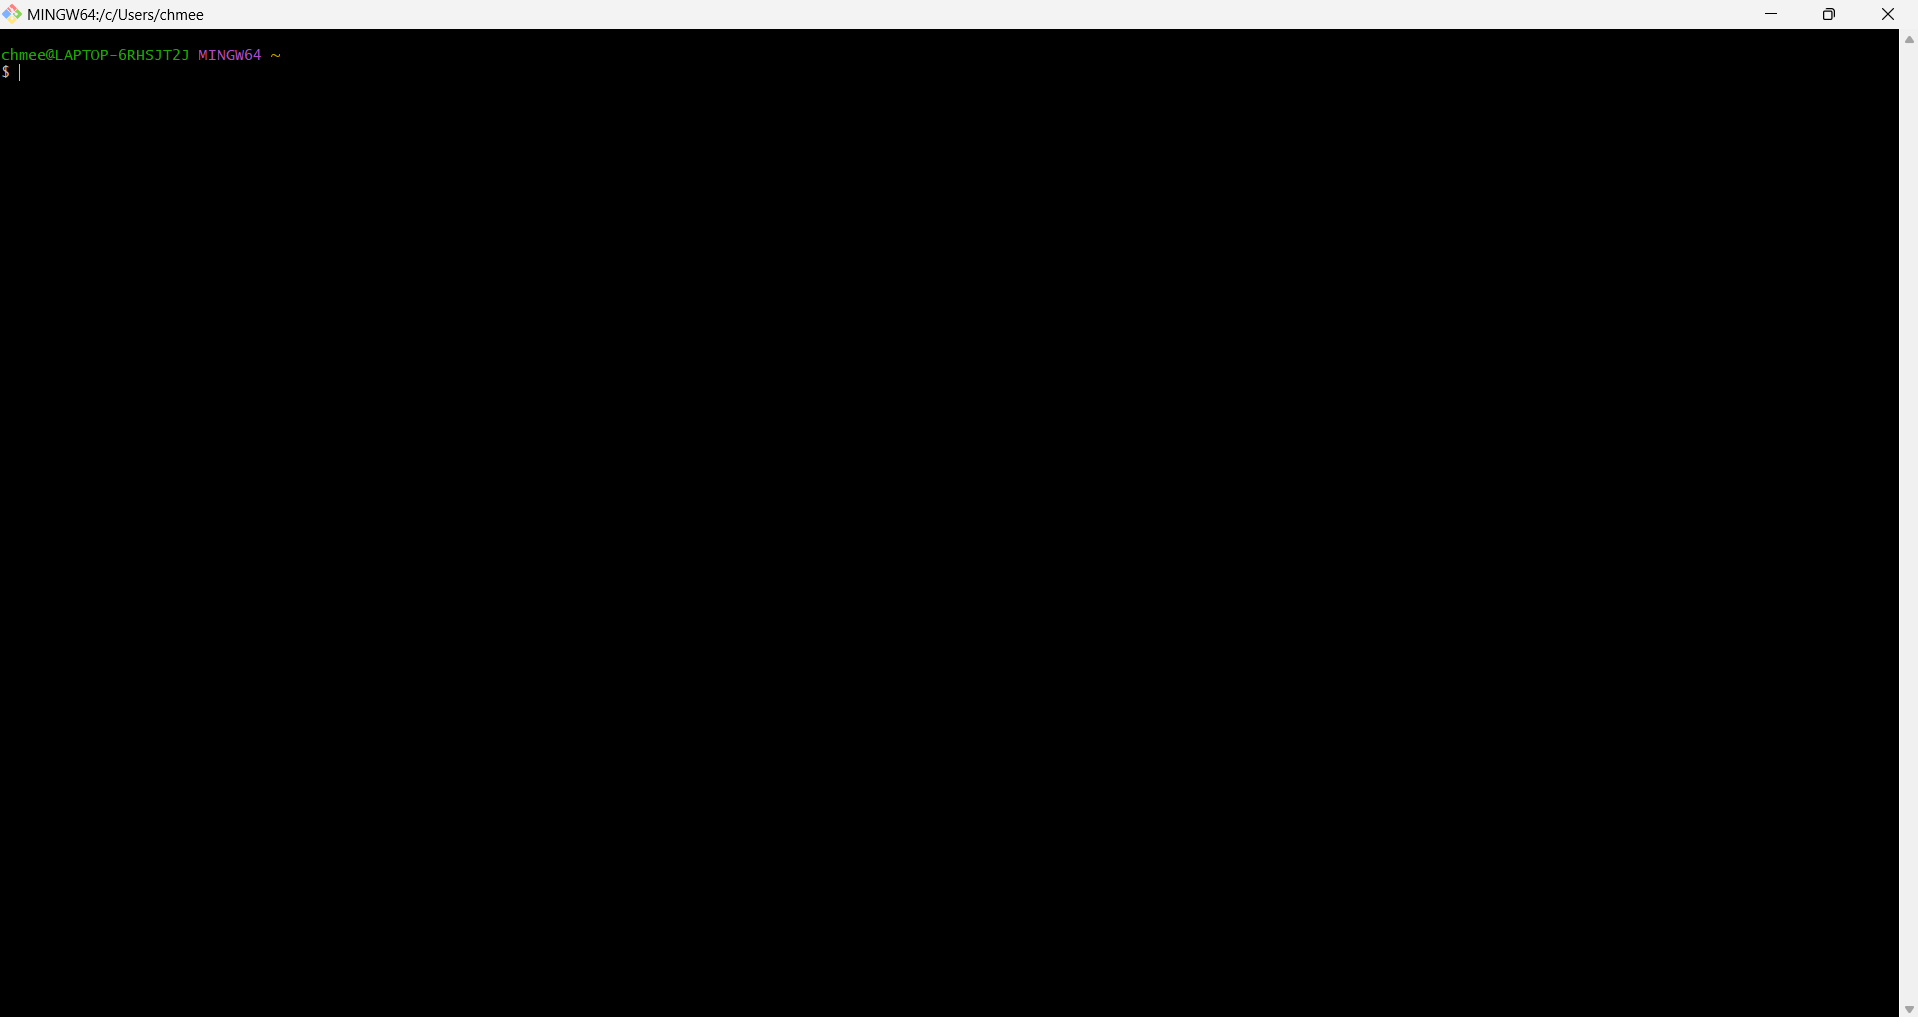 MINGW64:/c/Users/chmee
chmee@LAPTOP-6RHSJT2J MINGW64 ~
$